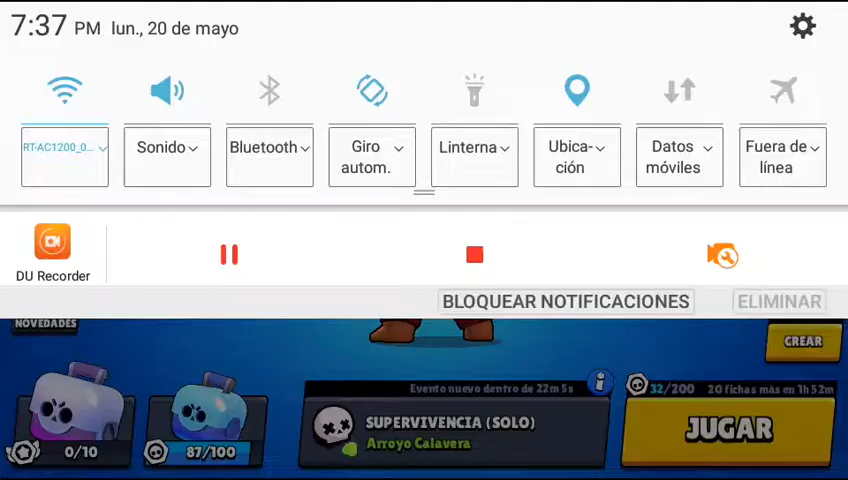 7:37 PM lun., 20 de mayo
RT-AC1200_0...
Sonido
Bluetooth
Giro
autom.
Linterna
Ubica-
ción
Datos
móviles
Fuera de
línea
DU Recorder
BLOQUEAR NOTIFICACIONES
ELIMINAR
NOVEDADES
CREAR
Evento nuevo dentro de 22m 5s
32/200
20 fichas más en 1h 52m
SUPERVIVENCIA (SOLO)
Arroyo Calavera
JUGAR
0/10
87/100